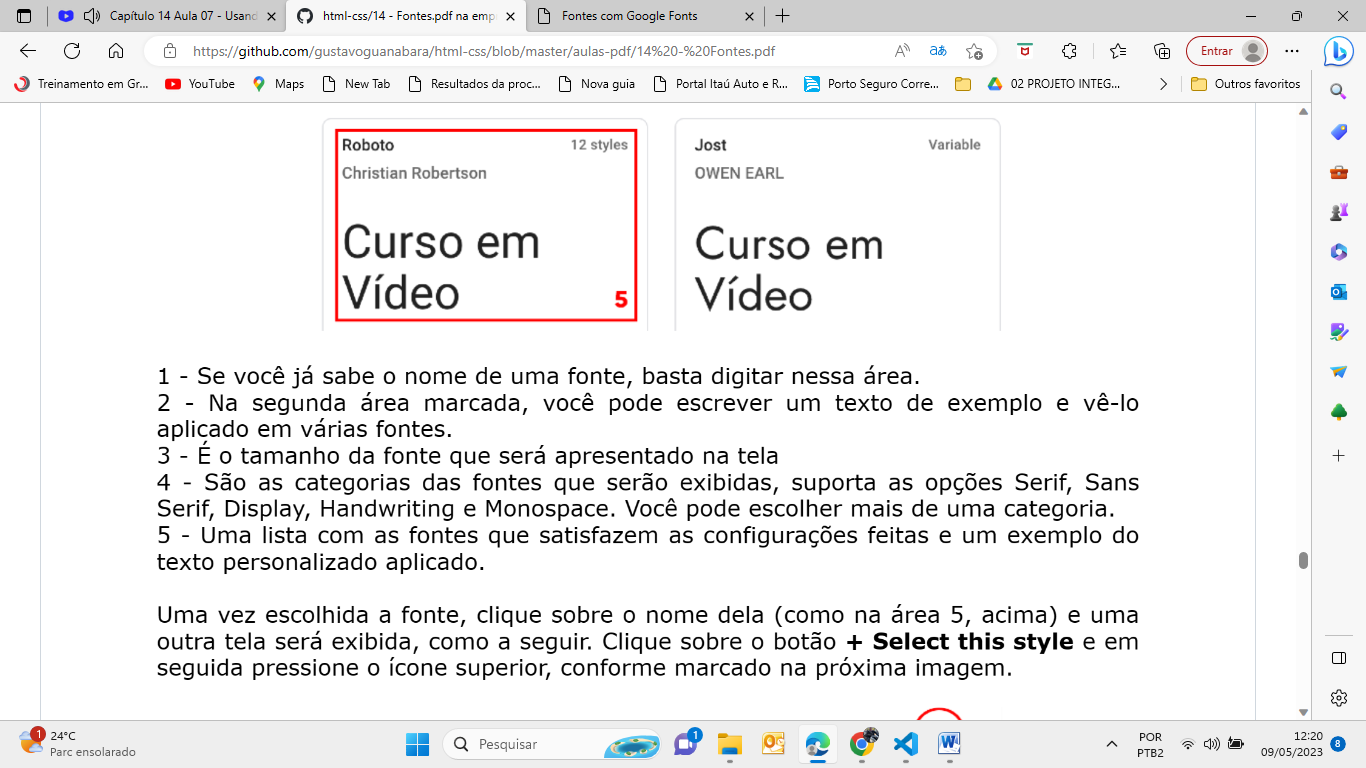 Capítulo 14 Aula 07 - Usand
html-css/14 - Fontes.pdf na emp
Fontes com Google Fonts
https://github.com/gustavoguanabara/html-css/blob/master/aulas-pdf/14%20-%20Fontes.pdf
Entrar
Treinamento em Gr...
YouTube
Maps
New Tab
Resultados da proc...
Nova guia
Portal Itaú Auto e R...
Porto Seguro Corre...
02 PROJETO INTEG...
Outros favoritos
Roboto 12 styles
Christian Robertson
Curso em
Vídeo
5
Jost Variable
OWEN EARL
Curso em
Vídeo
1 - Se você já sabe o nome de uma fonte, basta digitar nessa área.
2 - Na segunda área marcada, você pode escrever um texto de exemplo e vê-lo
aplicado em várias fontes.
3 - É o tamanho da fonte que será apresentado na tela
4 - São as categorias das fontes que serão exibidas, suporta as opções Serif, Sans
Serif, Display, Handwriting e Monospace. Você pode escolher mais de uma categoria.
5 - Uma lista com as fontes que satisfazem as configurações feitas e um exemplo do
texto personalizado aplicado.
Uma vez escolhida a fonte, clique sobre o nome dela (como na área 5, acima) e uma
outra tela será exibida, como a seguir. Clique sobre o botão + Select this style e em
seguida pressione o ícone superior, conforme marcado na próxima imagem.
1
24°C
Parc ensolarado
Pesquisar
1
POR
PTB2
12:20
09/05/2023
8